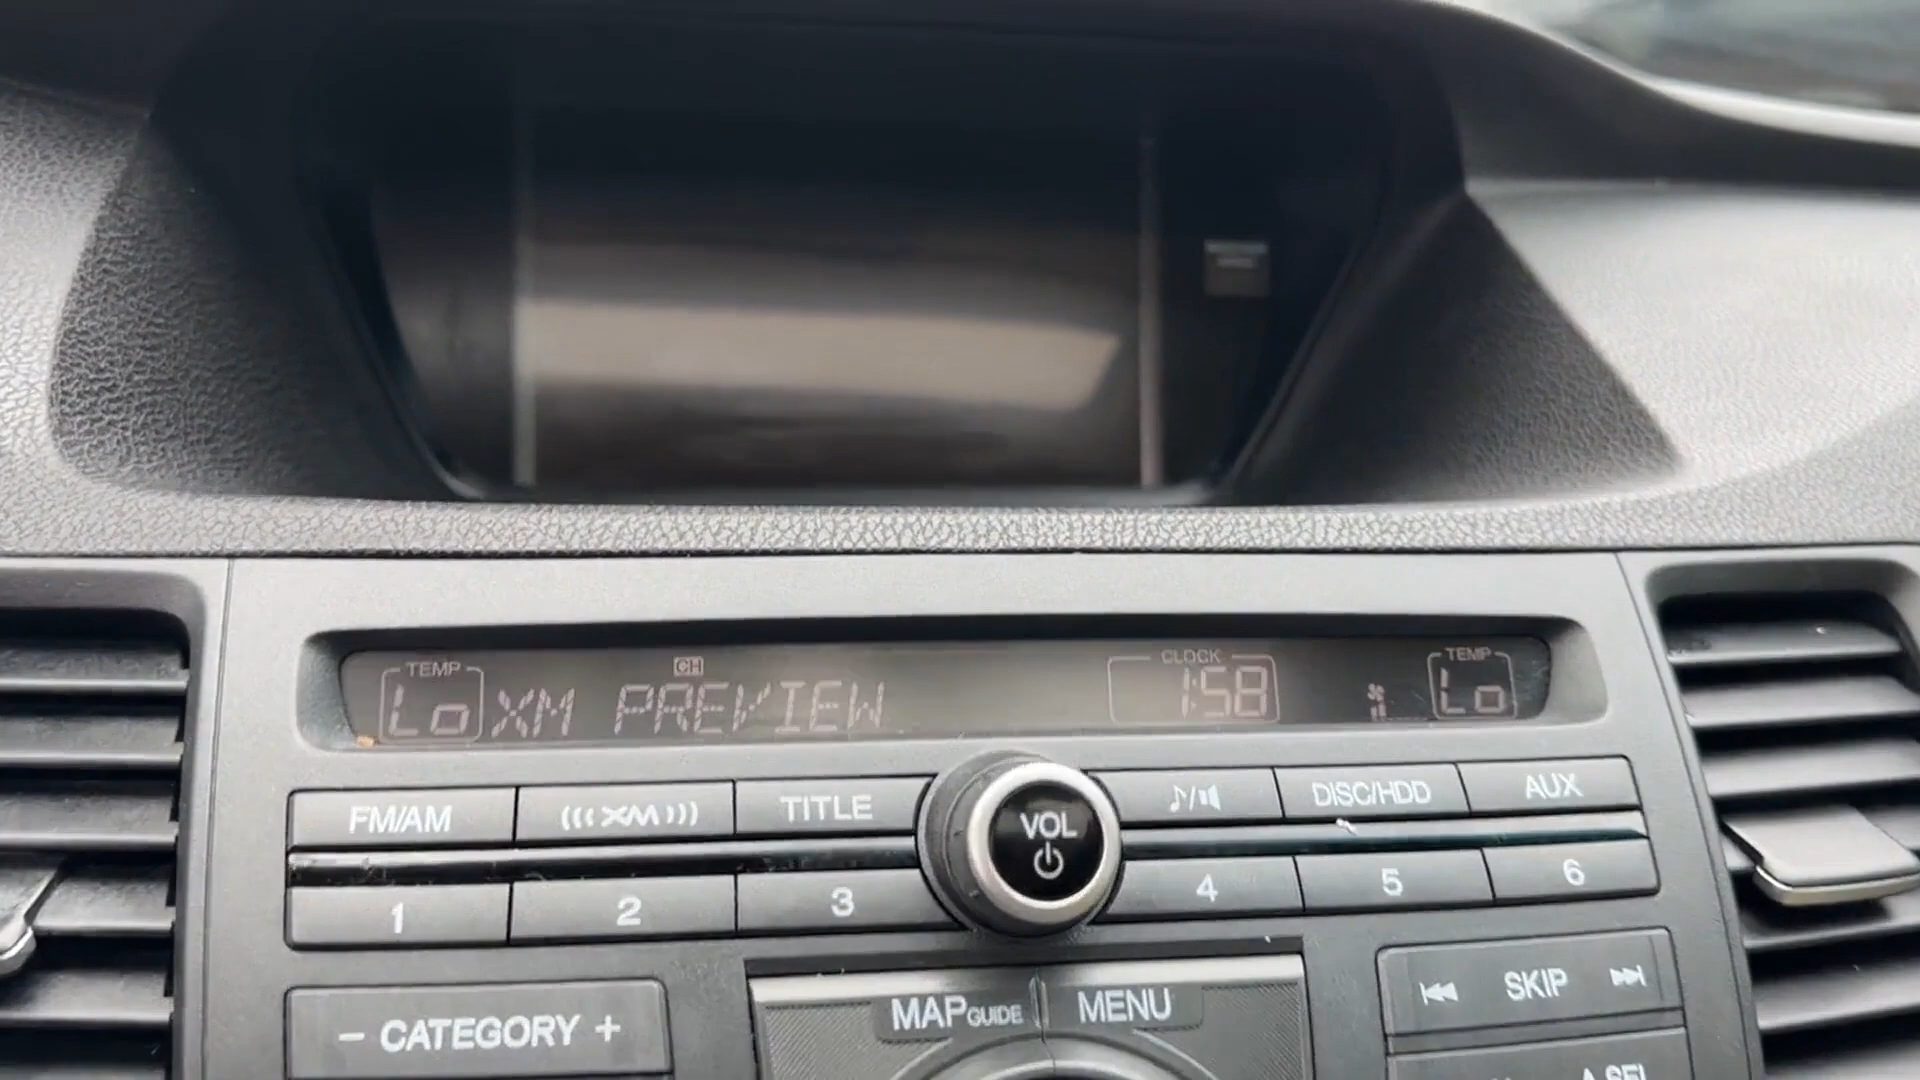 TEMP CH CLOCK TEMP
Lo XM PREVIEW 1:58 Lo
FM/AM XM TITLE VOL DISC/HDD AUX
1 2 3 4 5 6
MAP GUIDE MENU SKIP
- CATEGORY +
A.SEL